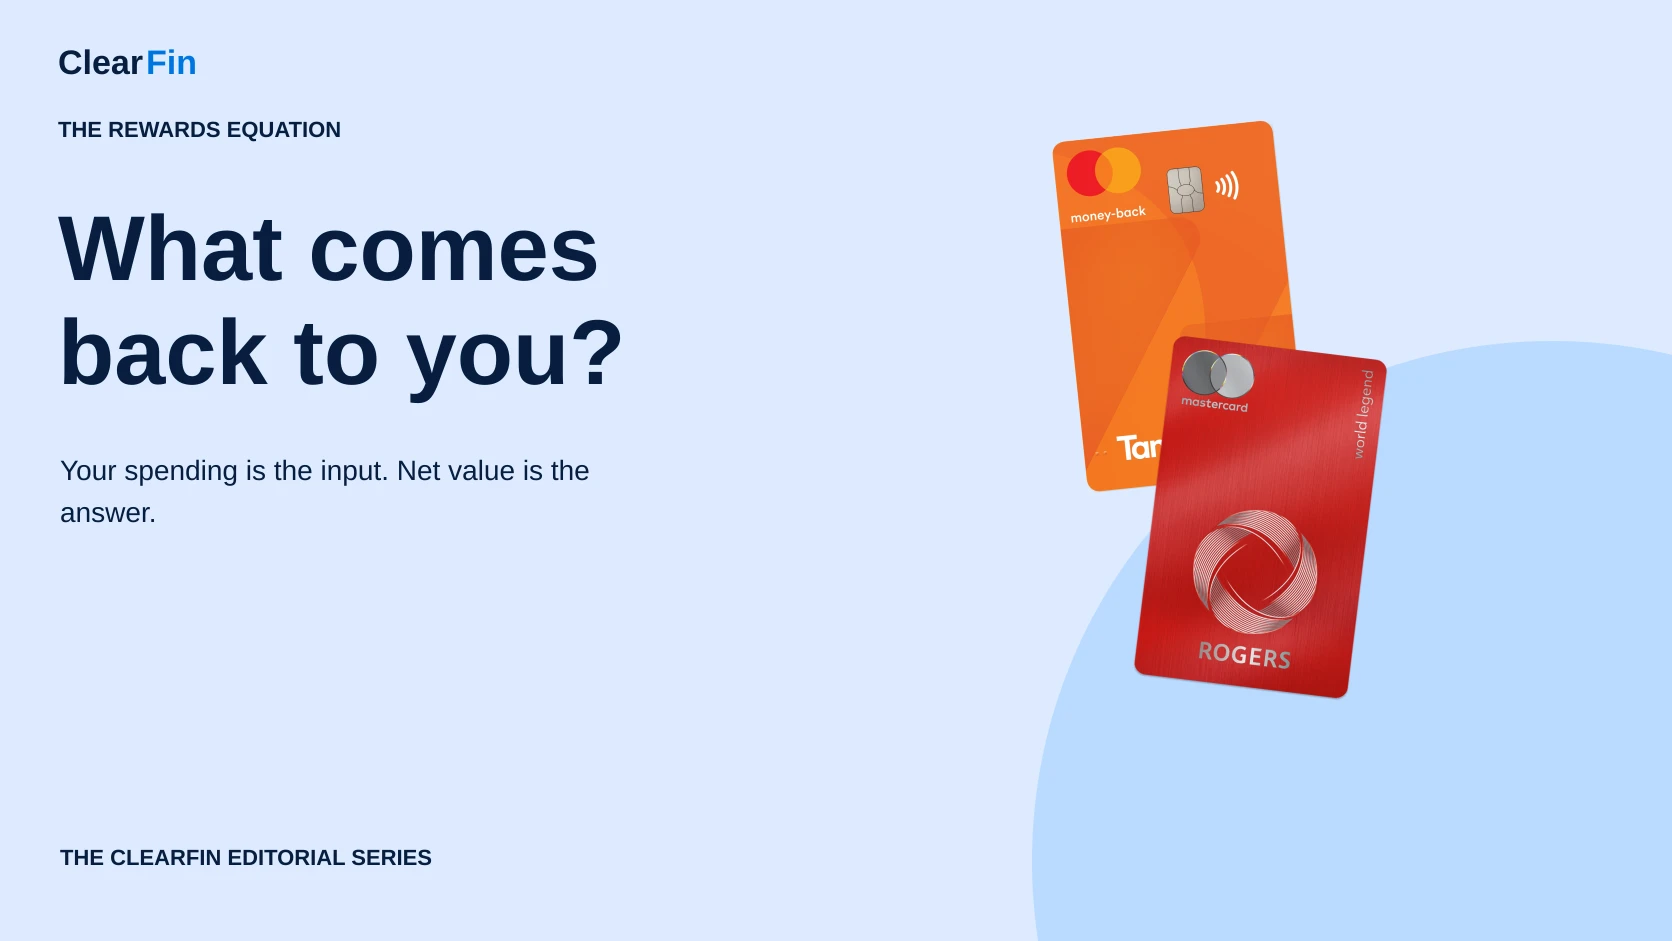 ClearFin
THE REWARDS EQUATION
What comes
back to you?
Your spending is the input. Net value is the
answer.
THE CLEARFIN EDITORIAL SERIES
money-back
Tan
mastercard
world legend
ROGERS